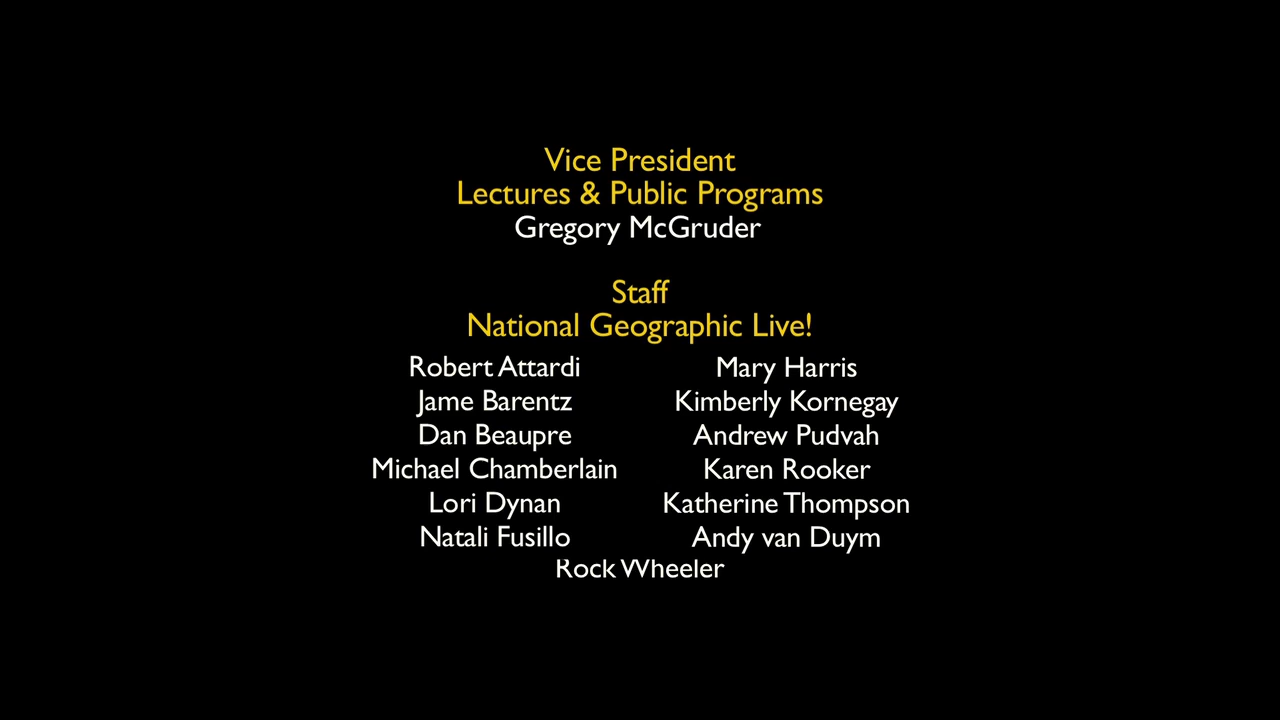 Vice President
Lectures & Public Programs
Gregory McGruder
Staff
National Geographic Live!
Robert Attardi Mary Harris
Jame Barentz Kimberly Kornegay
Dan Beaupre Andrew Pudvah
Michael Chamberlain Karen Rooker
Lori Dynan Katherine Thompson
Natali Fusillo Andy van Duym
Rock Wheeler